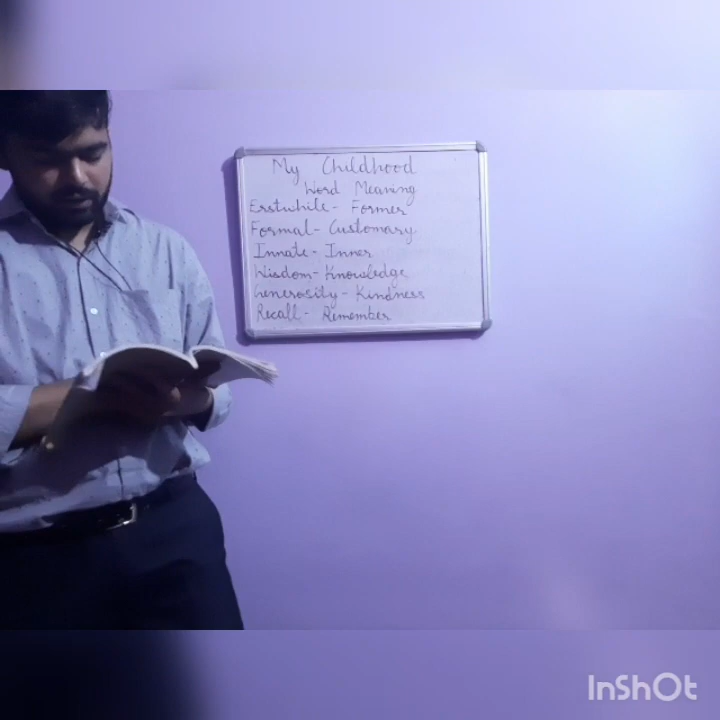 My Childhood
Word Meaning
Erstwhile - Former
Formal - Customary
Innate - Inner
Wisdom - Knowledge
Generosity - Kindness
Recall - Remember
InShOt